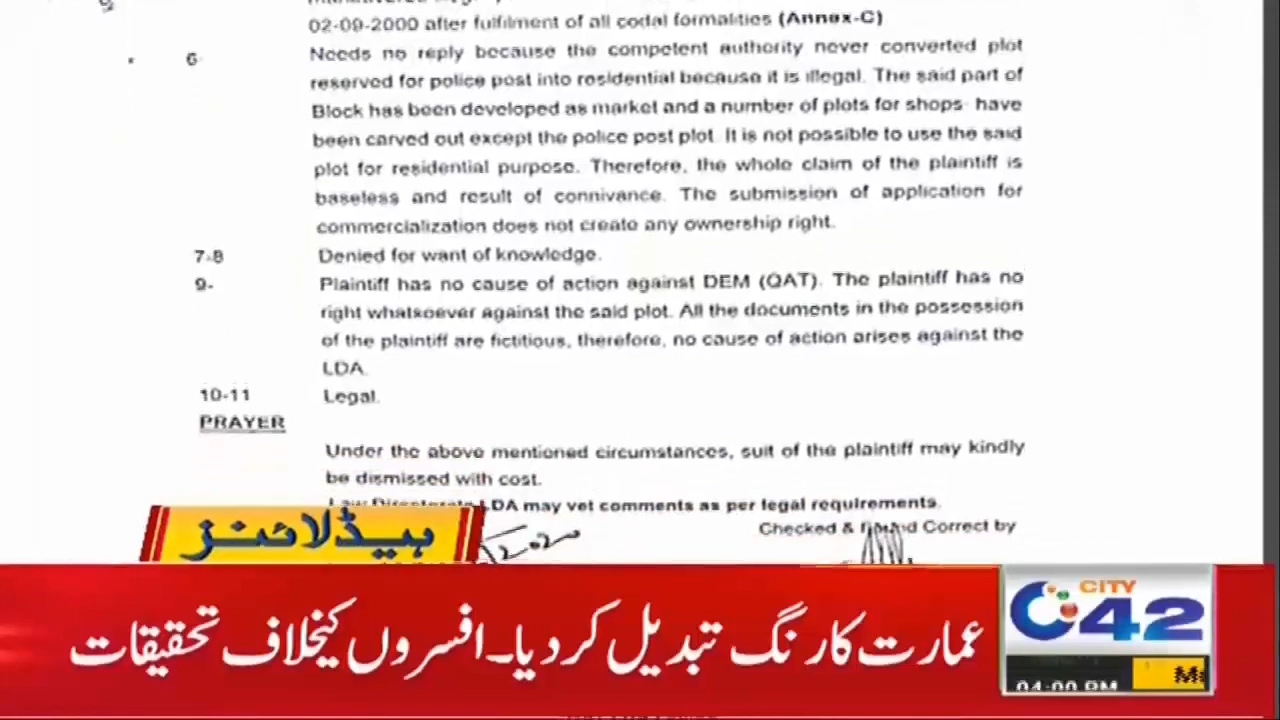 02-09-2000 after fulfilment of all codal formalities (Annex-C)
6 Needs no reply because the competent authority never converted plot
reserved for police post into residential because it is illegal. The said part of
Block has been developed as market and a number of plots for shops have
been carved out except the police post plot. It is not possible to use the said
plot for residential purpose. Therefore, the whole claim of the plaintiff is
baseless and result of connivance. The submission of application for
commercialization does not create any ownership right.
7-8 Denied for want of knowledge.
9- Plaintiff has no cause of action against DEM (QAT). The plaintiff has no
right whatsoever against the said plot. All the documents in the possession
of the plaintiff are fictitious, therefore, no cause of action arises against the
LDA.
10-11 Legal.
PRAYER
Under the above mentioned circumstances, suit of the plaintiff may kindly
be dismissed with cost.
Law Directorate LDA may vet comments as per legal requirements.
Checked & Found Correct by
ہیڈلائنز
عمارت کا رنگ تبدیل کردیا۔افسروں کیخلاف تحقیقات
CITY
42
04:00 PM